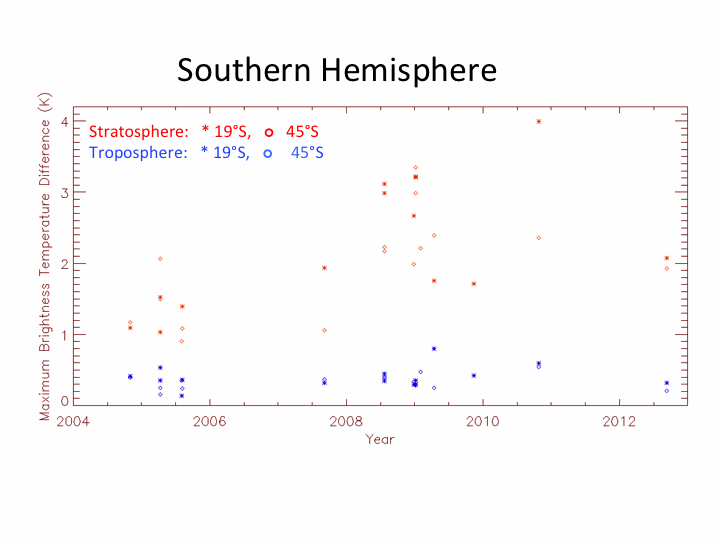 Southern Hemisphere
Maximum Brightness Temperature Difference (K)
4
3
2
1
0
Stratosphere: * 19°S, o 45°S
Troposphere: * 19°S, o 45°S
2004 2006 2008 2010 2012
Year